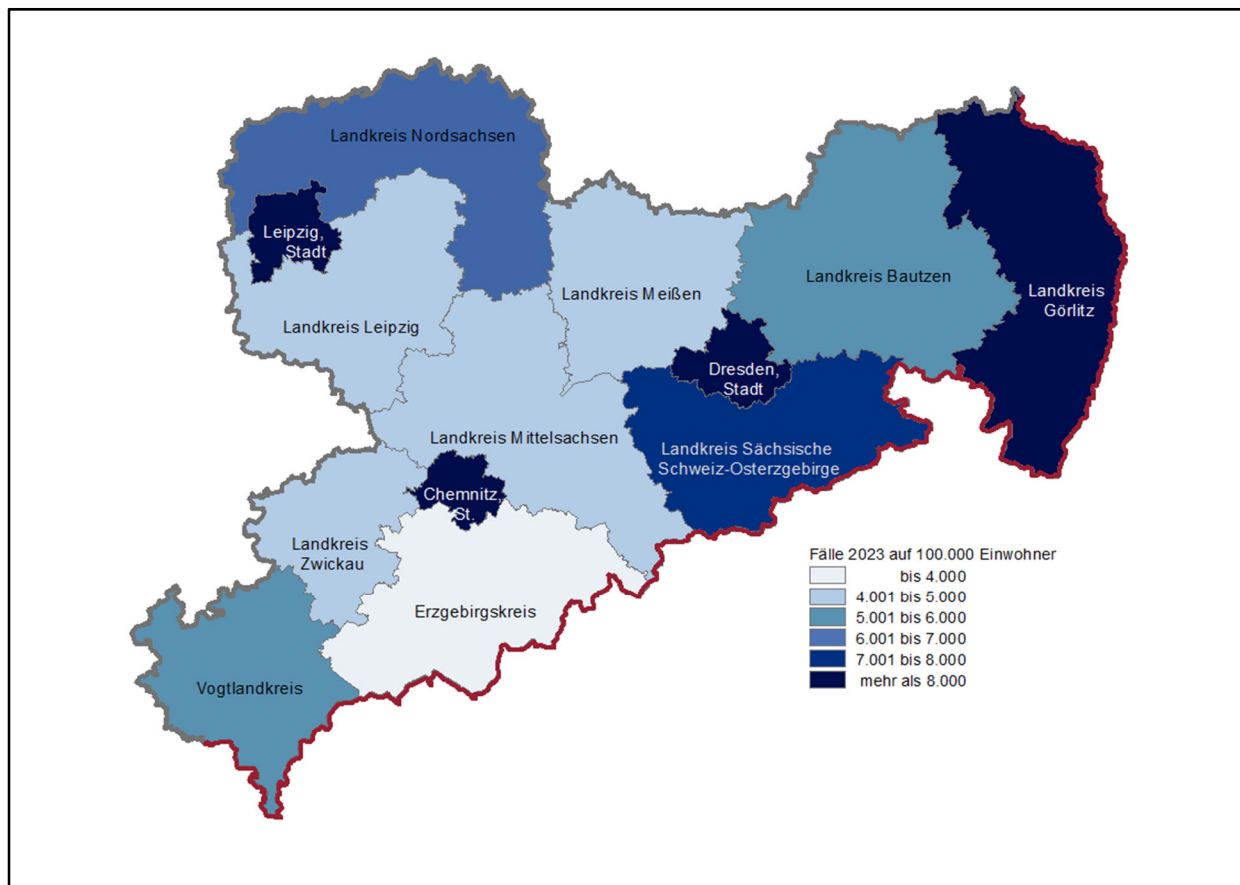 Landkreis Nordsachsen
Leipzig,
Stadt
Landkreis Leipzig
Landkreis Meißen
Landkreis Bautzen
Landkreis
Görlitz
Dresden,
Stadt
Landkreis Mittelsachsen
Landkreis Sächsische
Schweiz-Osterzgebirge
Chemnitz,
St.
Landkreis
Zwickau
Erzgebirgskreis
Vogtlandkreis
Fälle 2023 auf 100.000 Einwohner
bis 4.000
4.001 bis 5.000
5.001 bis 6.000
6.001 bis 7.000
7.001 bis 8.000
mehr als 8.000